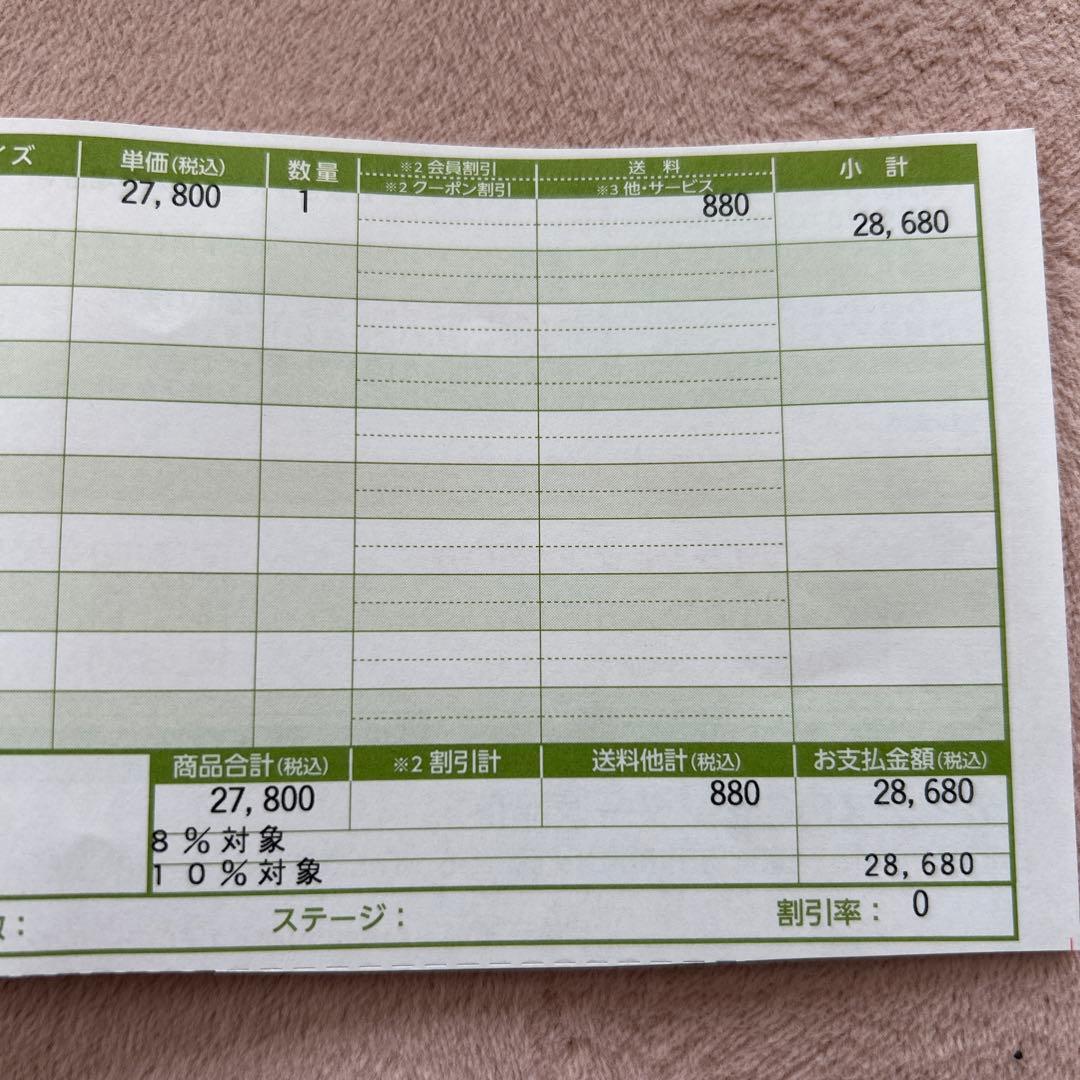 イズ 単価(税込) 数量 ※2 会員割引 送料 小計
※2 クーポン割引 ※3 他・サービス
27,800 1 880
28,680
商品合計(税込) ※2 割引計 送料他計(税込) お支払金額(税込)
27,800 880 28,680
8%対象
10%対象 28,680
数: ステージ: 割引率: 0